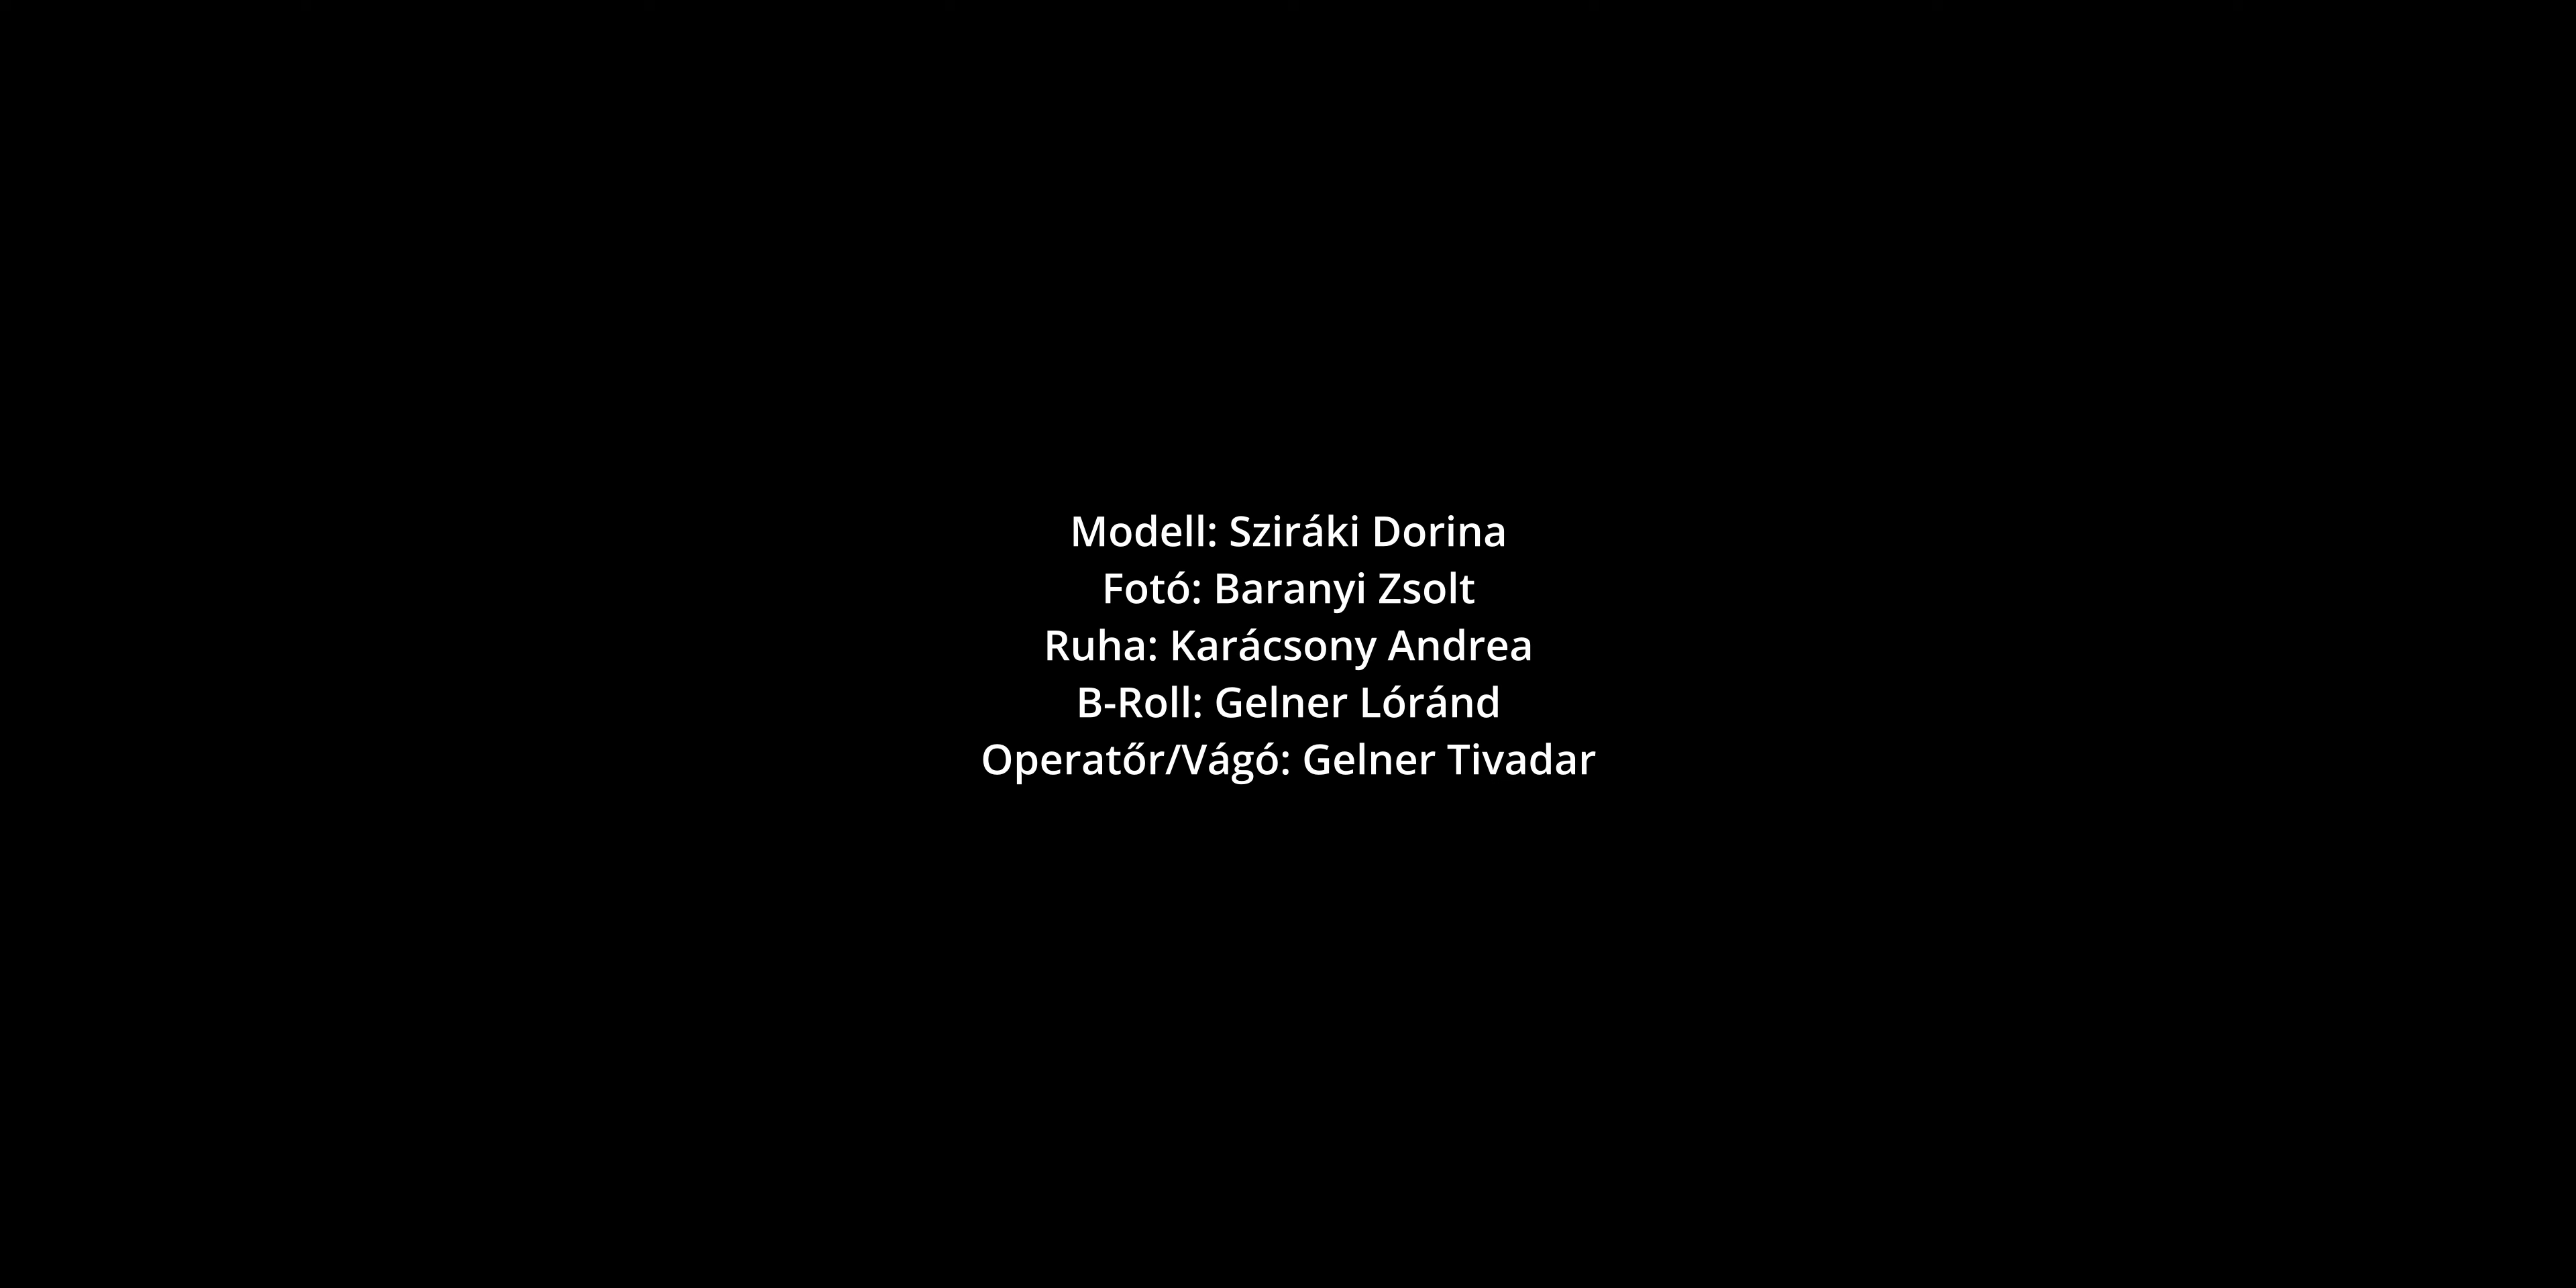 Modell: Sziráki Dorina
Fotó: Baranyi Zsolt
Ruha: Karácsony Andrea
B-Roll: Gelner Lóránd
Operatőr/Vágó: Gelner Tivadar